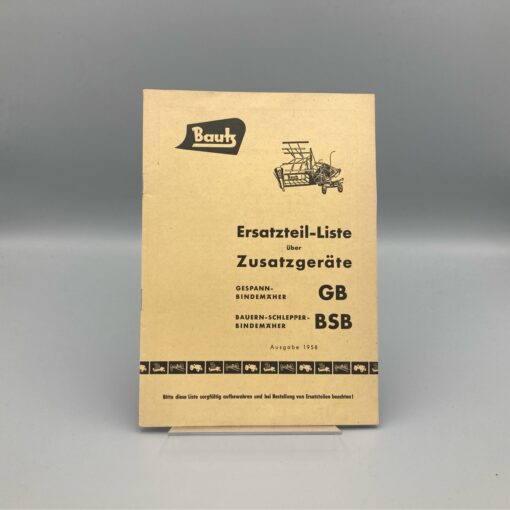 Bautz
Ersatzteil-Liste
über
Zusatzgeräte
GESPANN-
BINDEMÄHER GB
BAUERN-SCHLEPPER-
BINDEMÄHER BSB
Ausgabe 1958
Bitte diese Liste sorgfältig aufbewahren und bei Bestellung von Ersatzteilen beachten!